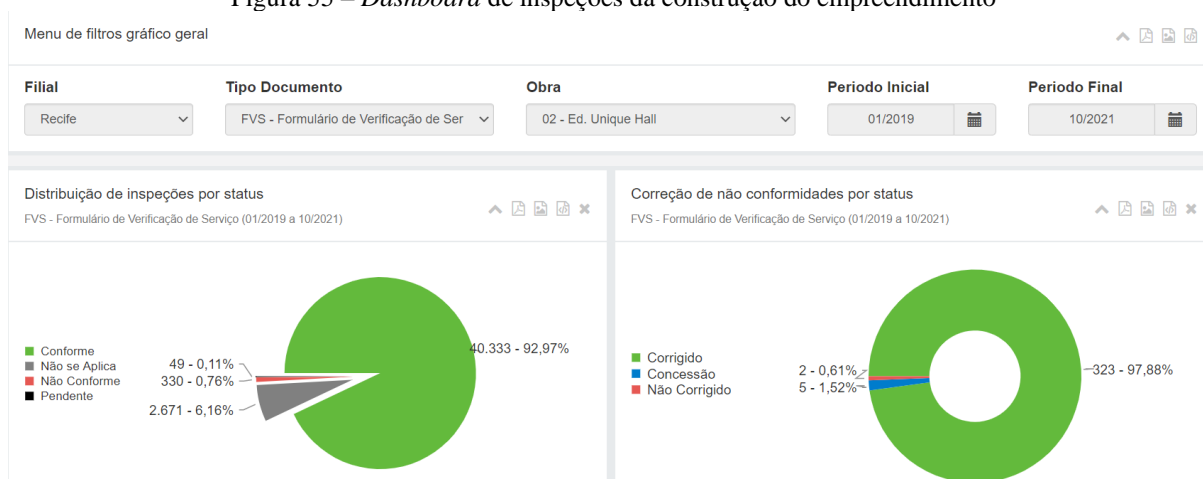 Figura 55 – Dashboard de inspeções da construção do empreendimento
Menu de filtros gráfico geral
Filial
Tipo Documento
Obra
Periodo Inicial
Periodo Final
Recife
FVS - Formulário de Verificação de Ser
02 - Ed. Unique Hall
01/2019
10/2021
Distribuição de inspeções por status
FVS - Formulário de Verificação de Serviço (01/2019 a 10/2021)
Conforme
Não se Aplica
Não Conforme
Pendente
49 - 0,11%
330 - 0,76%
2.671 - 6,16%
40.333 - 92,97%
Correção de não conformidades por status
FVS - Formulário de Verificação de Serviço (01/2019 a 10/2021)
Corrigido
Concessão
Não Corrigido
2 - 0,61%
5 - 1,52%
323 - 97,88%